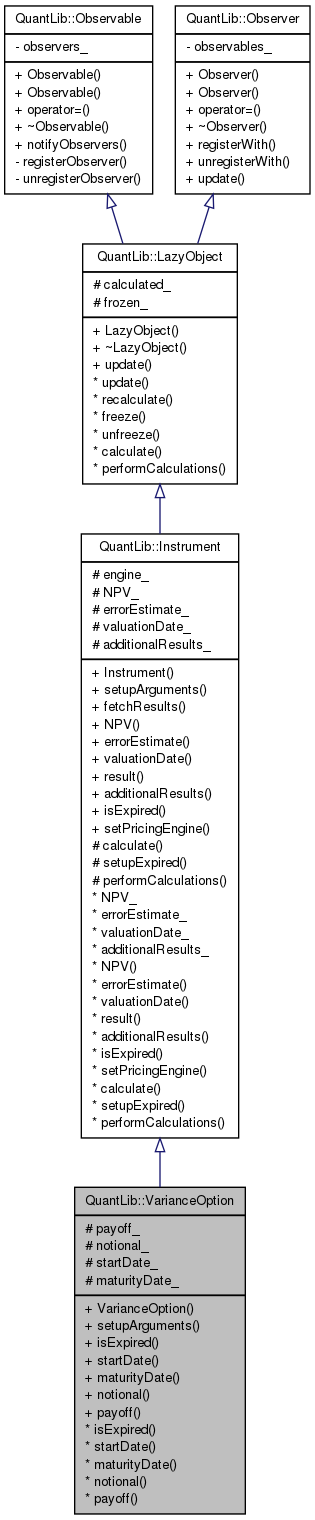 QuantLib::Observable
- observers_
+ Observable()
+ Observable()
+ operator=()
+ ~Observable()
+ notifyObservers()
- registerObserver()
- unregisterObserver()
QuantLib::Observer
- observables_
+ Observer()
+ Observer()
+ operator=()
+ ~Observer()
+ registerWith()
+ unregisterWith()
+ update()
QuantLib::LazyObject
# calculated_
# frozen_
+ LazyObject()
+ ~LazyObject()
+ update()
* update()
* recalculate()
* freeze()
* unfreeze()
* calculate()
* performCalculations()
QuantLib::Instrument
# engine_
# NPV_
# errorEstimate_
# valuationDate_
# additionalResults_
+ Instrument()
+ setupArguments()
+ fetchResults()
+ NPV()
+ errorEstimate()
+ valuationDate()
+ result()
+ additionalResults()
+ isExpired()
+ setPricingEngine()
# calculate()
# setupExpired()
# performCalculations()
* NPV_
* errorEstimate_
* valuationDate_
* additionalResults_
* NPV()
* errorEstimate()
* valuationDate()
* result()
* additionalResults()
* isExpired()
* setPricingEngine()
* calculate()
* setupExpired()
* performCalculations()
QuantLib::VarianceOption
# payoff_
# notional_
# startDate_
# maturityDate_
+ VarianceOption()
+ setupArguments()
+ isExpired()
+ startDate()
+ maturityDate()
+ notional()
+ payoff()
* isExpired()
* startDate()
* maturityDate()
* notional()
* payoff()